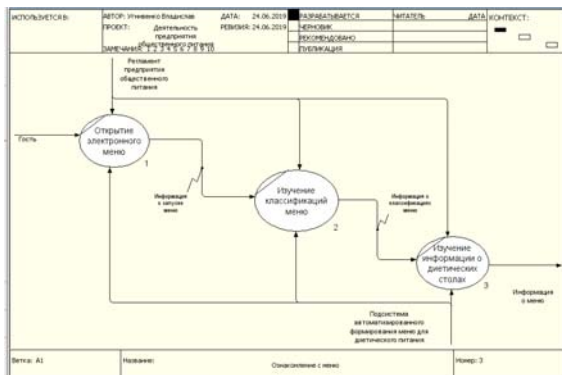 ИСПОЛЬЗУЕТСЯ В:
АВТОР: Угниvenко Владислав
ДАТА: 24.06.2019
РАЗРАБАТЫВАЕТСЯ
ЧИТАТЕЛЬ
ДАТА
КОНТЕКСТ:
ПРОЕКТ: Деятельность
предприятия
общественного питания
РЕВИЗИЯ: 24.06.2019
ЧЕРНОВИК
РЕКОМЕНДОВАНО
ЗАМЕЧАНИЯ: 1 2 3 4 5 6 7 8 9 10
ПУБЛИКАЦИЯ
Регламент
предприятия
общественного
питания
Гость
Открытие
электронного
меню
1
Информация
о запуске
меню
Изучение
классификаций
меню
2
Информация о
классификациях
меню
Изучение
информации о
диетических
столах
3
Информация
о меню
Подсистема
автоматизированного
формирования меню для
диетического питания
Ветка: A1
Название:
Ознакомление с меню
Номер: 3